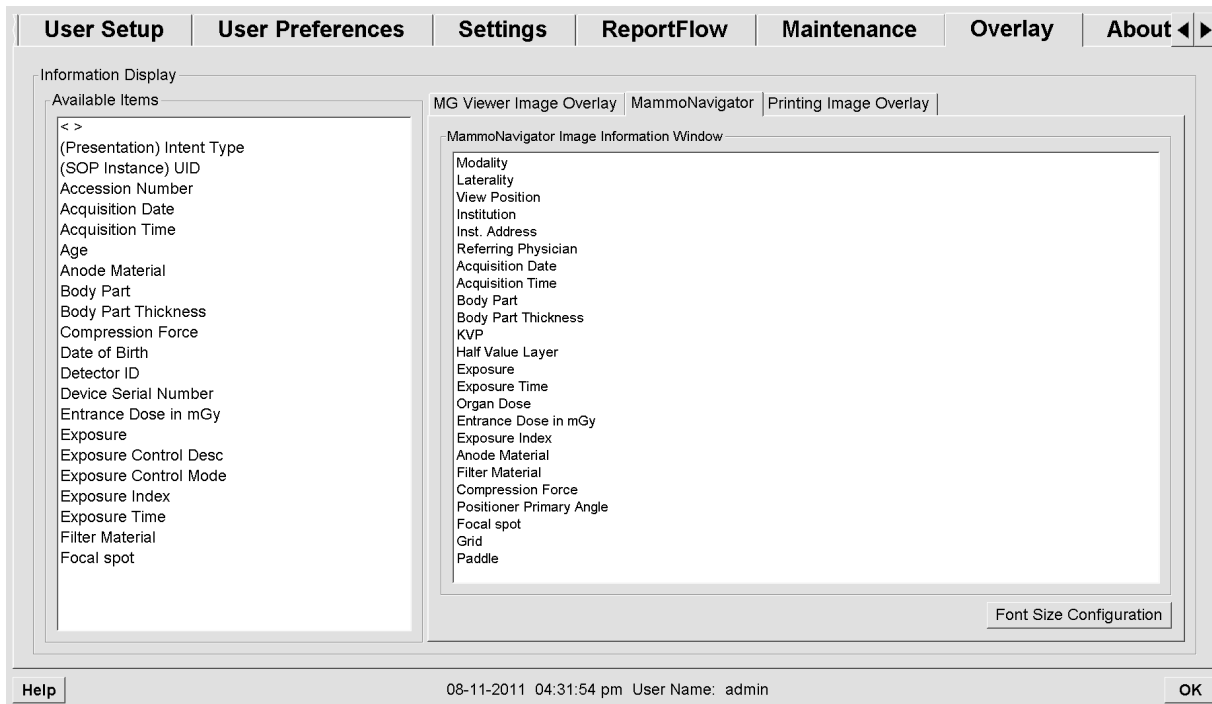 User Setup User Preferences Settings ReportFlow Maintenance Overlay About
Information Display
Available Items
< >
(Presentation) Intent Type
(SOP Instance) UID
Accession Number
Acquisition Date
Acquisition Time
Age
Anode Material
Body Part
Body Part Thickness
Compression Force
Date of Birth
Detector ID
Device Serial Number
Entrance Dose in mGy
Exposure
Exposure Control Desc
Exposure Control Mode
Exposure Index
Exposure Time
Filter Material
Focal spot
MG Viewer Image Overlay MammoNavigator Printing Image Overlay
MammoNavigator Image Information Window
Modality
Laterality
View Position
Institution
Inst. Address
Referring Physician
Acquisition Date
Acquisition Time
Body Part
Body Part Thickness
KVP
Half Value Layer
Exposure
Exposure Time
Organ Dose
Entrance Dose in mGy
Exposure Index
Anode Material
Filter Material
Compression Force
Positioner Primary Angle
Focal spot
Grid
Paddle
Font Size Configuration
Help 08-11-2011 04:31:54 pm User Name: admin OK